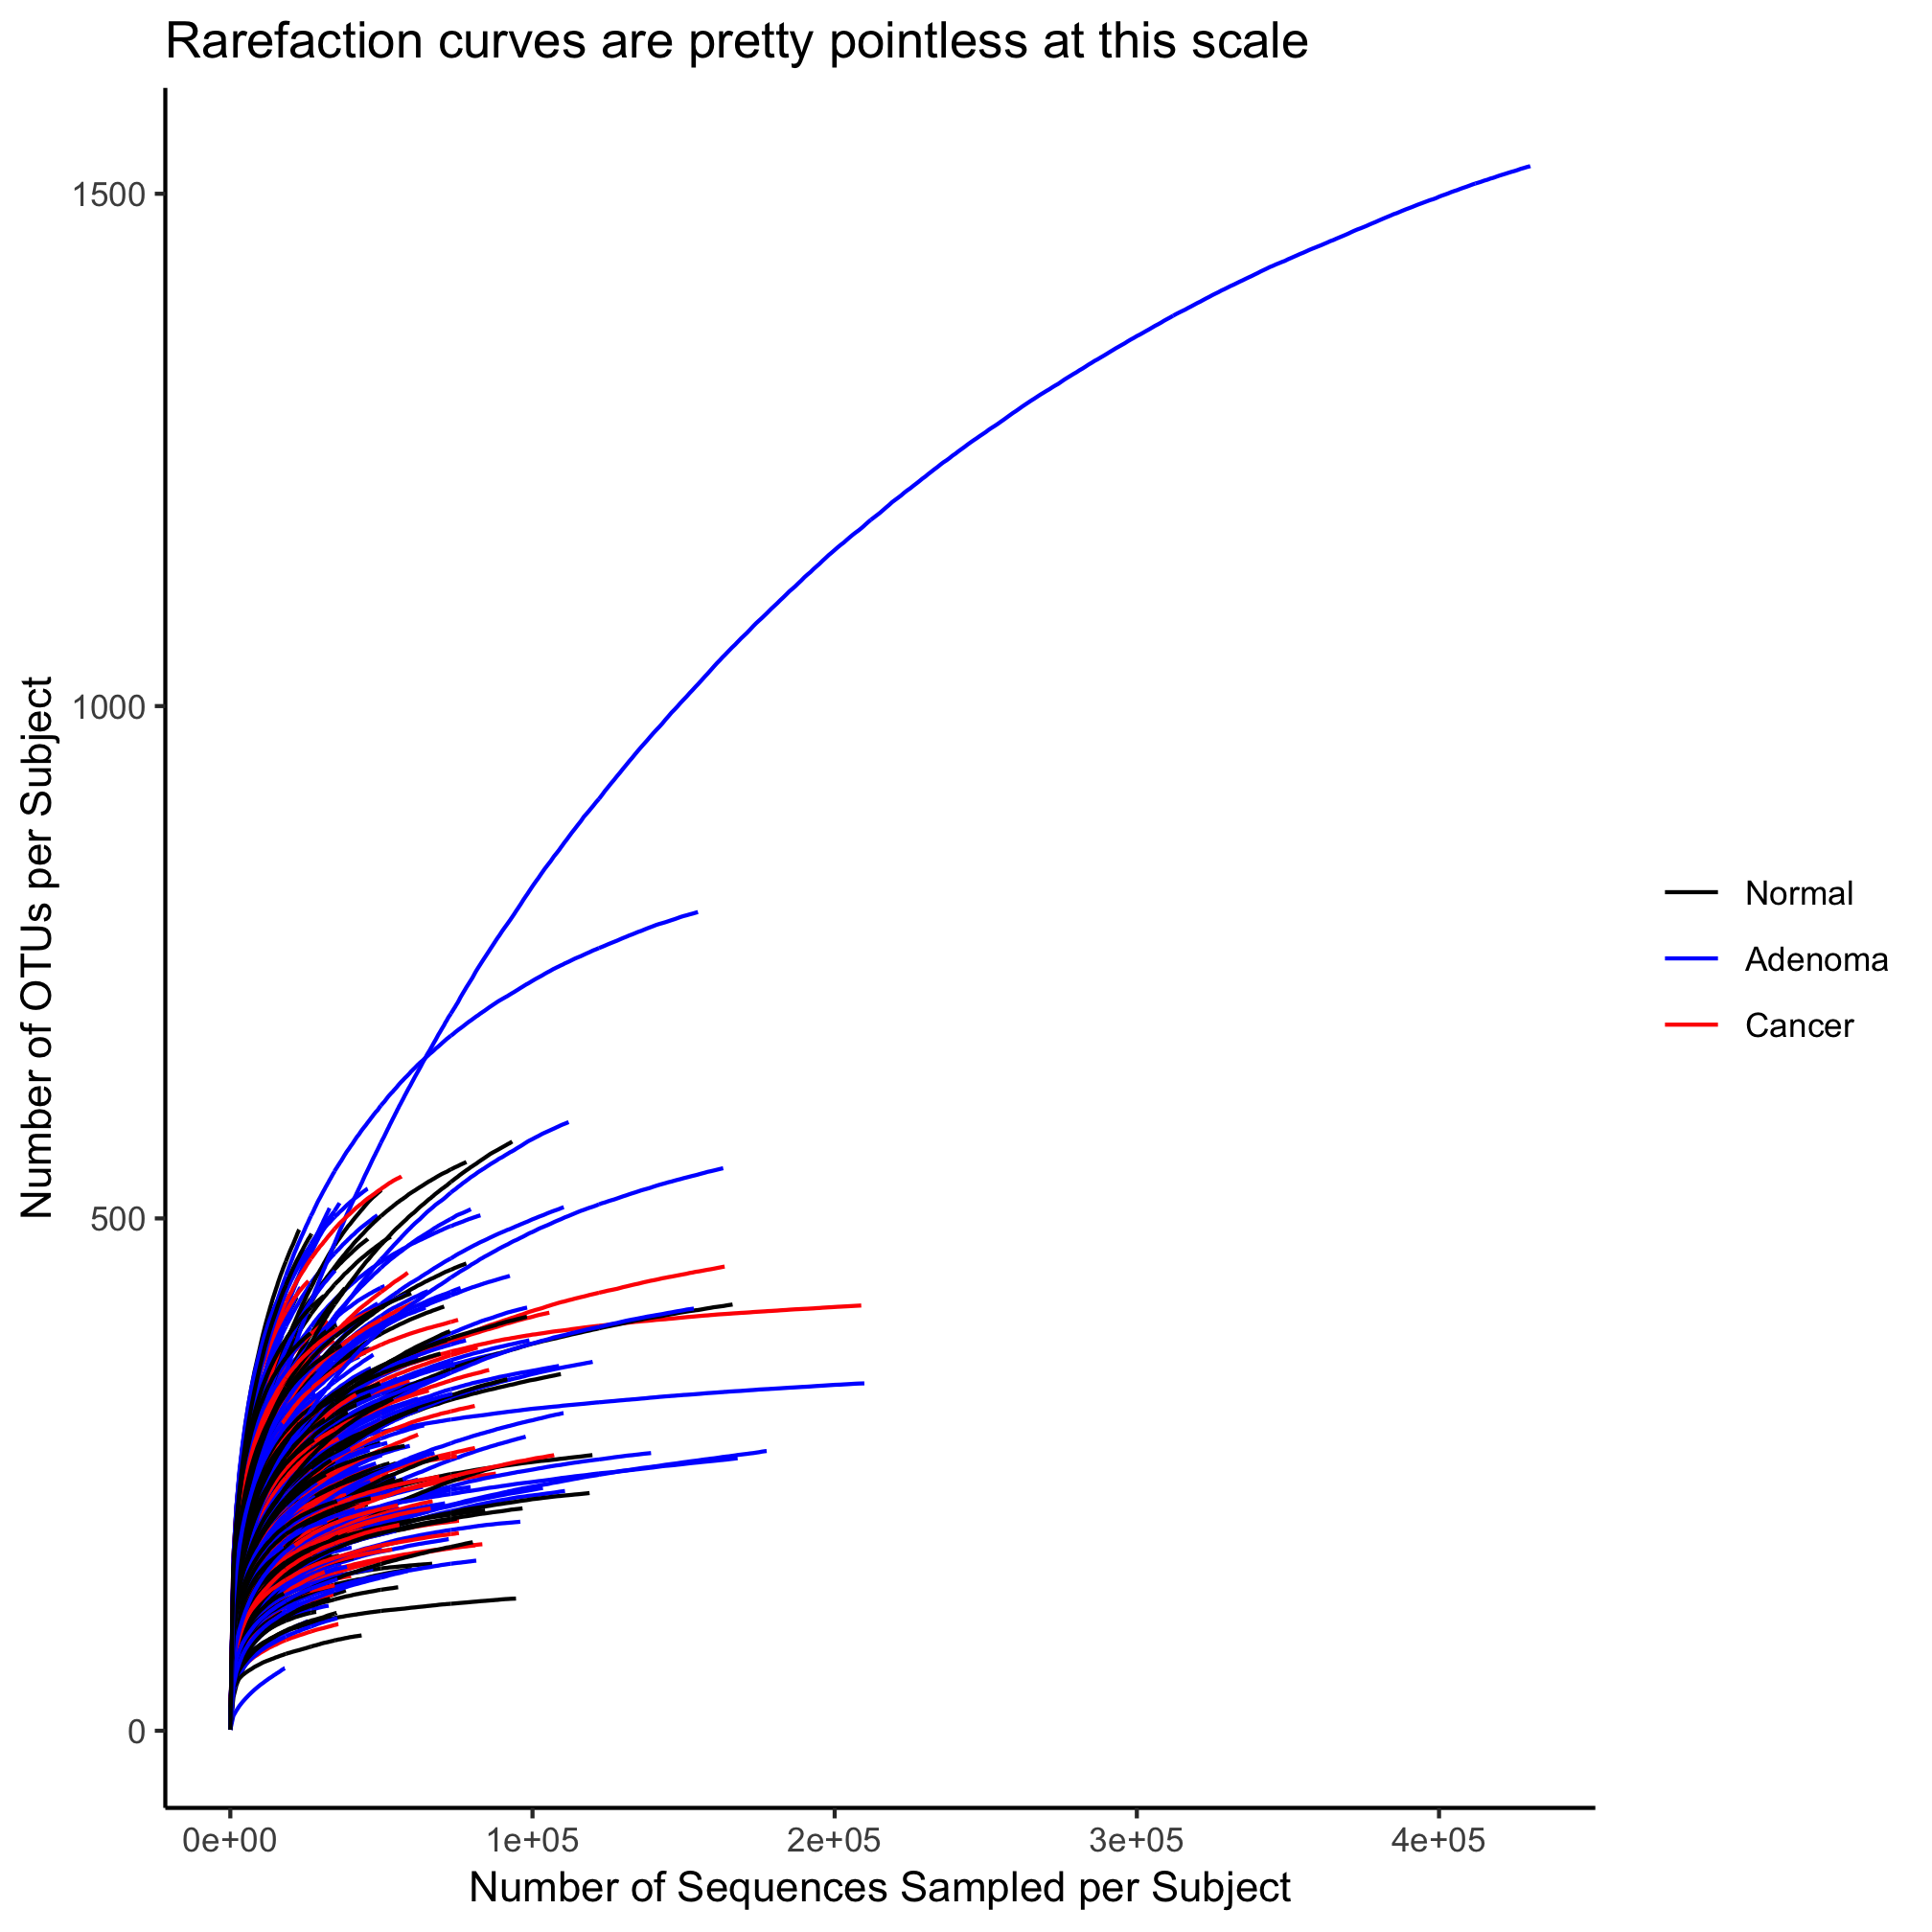 Rarefaction curves are pretty pointless at this scale
Number of OTUs per Subject
1500
1000
500
0
0e+00 1e+05 2e+05 3e+05 4e+05
Number of Sequences Sampled per Subject
Normal
Adenoma
Cancer